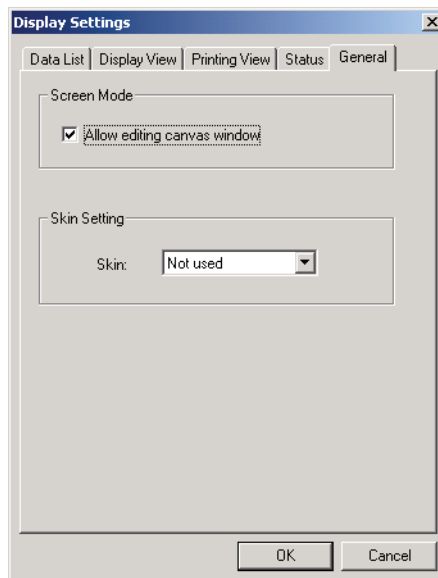 Display Settings
Data List Display View Printing View Status General
Screen Mode
Allow editing canvas window
Skin Setting
Skin: Not used
OK Cancel